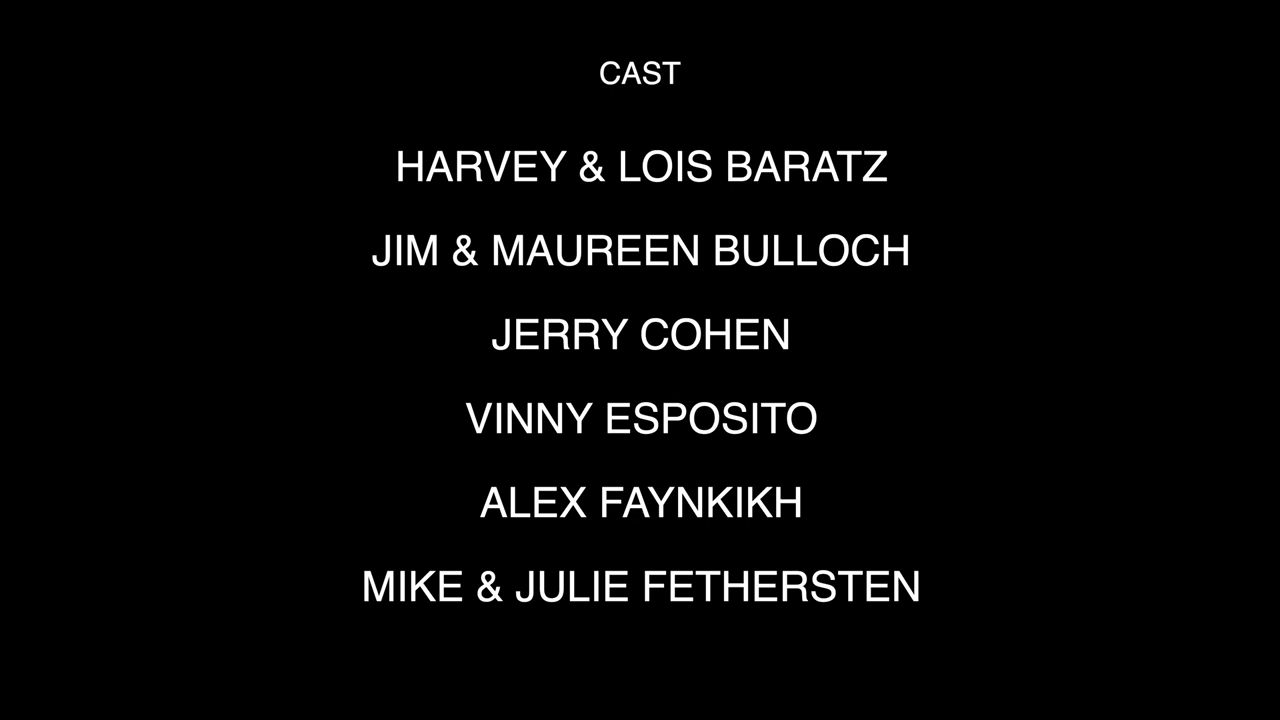 CAST
HARVEY & LOIS BARATZ
JIM & MAUREEN BULLOCH
JERRY COHEN
VINNY ESPOSITO
ALEX FAYNKIKH
MIKE & JULIE FETHERSTEN